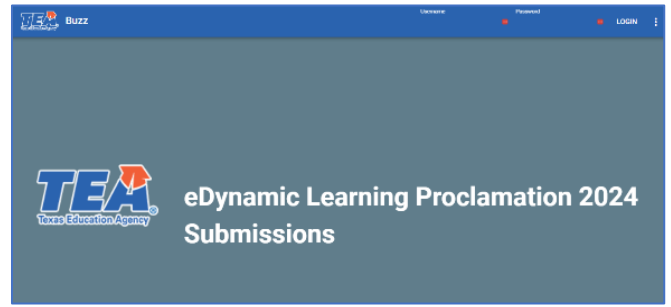 TEA Buzz
Username Password
LOGIN
TEA
Texas Education Agency
eDynamic Learning Proclamation 2024
Submissions